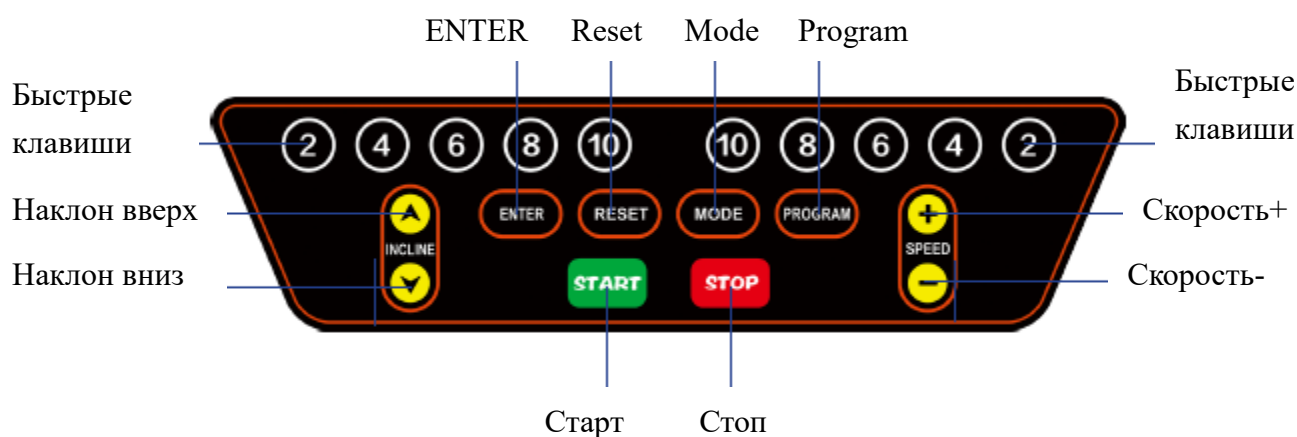 ENTER Reset Mode Program
Быстрые
клавиши
Быстрые
клавиши
2 4 6 8 10 10 8 6 4 2
Наклон вверх
ENTER RESET MODE PROGRAM
+
Скорость+
INCLINE
SPEED
Наклон вниз
START STOP
-
Скорость-
Старт Стоп